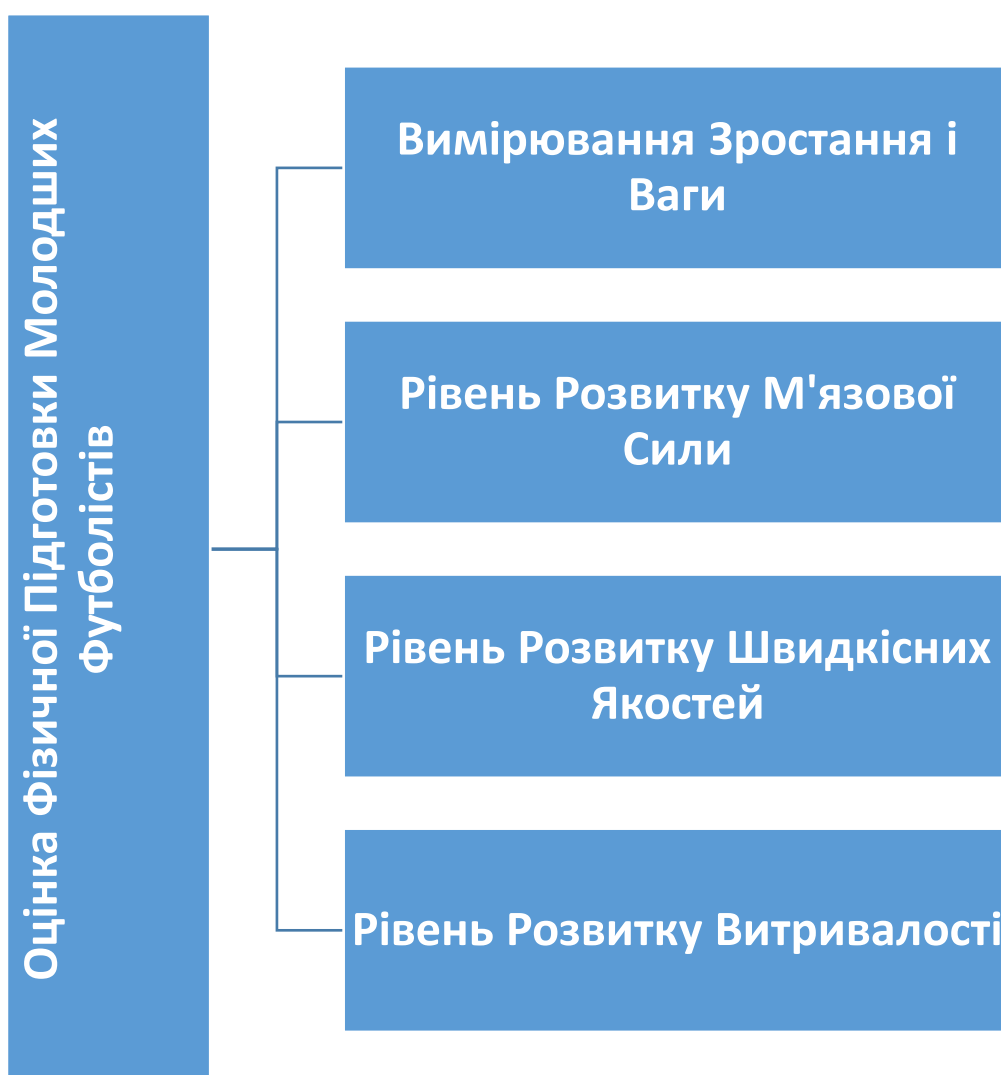 Оцінка Фізичної Підготовки Молодших
Футболістів
Вимірювання Зростання і
Ваги
Рівень Розвитку М'язової
Сили
Рівень Розвитку Швидкісних
Якостей
Рівень Розвитку Витривалості